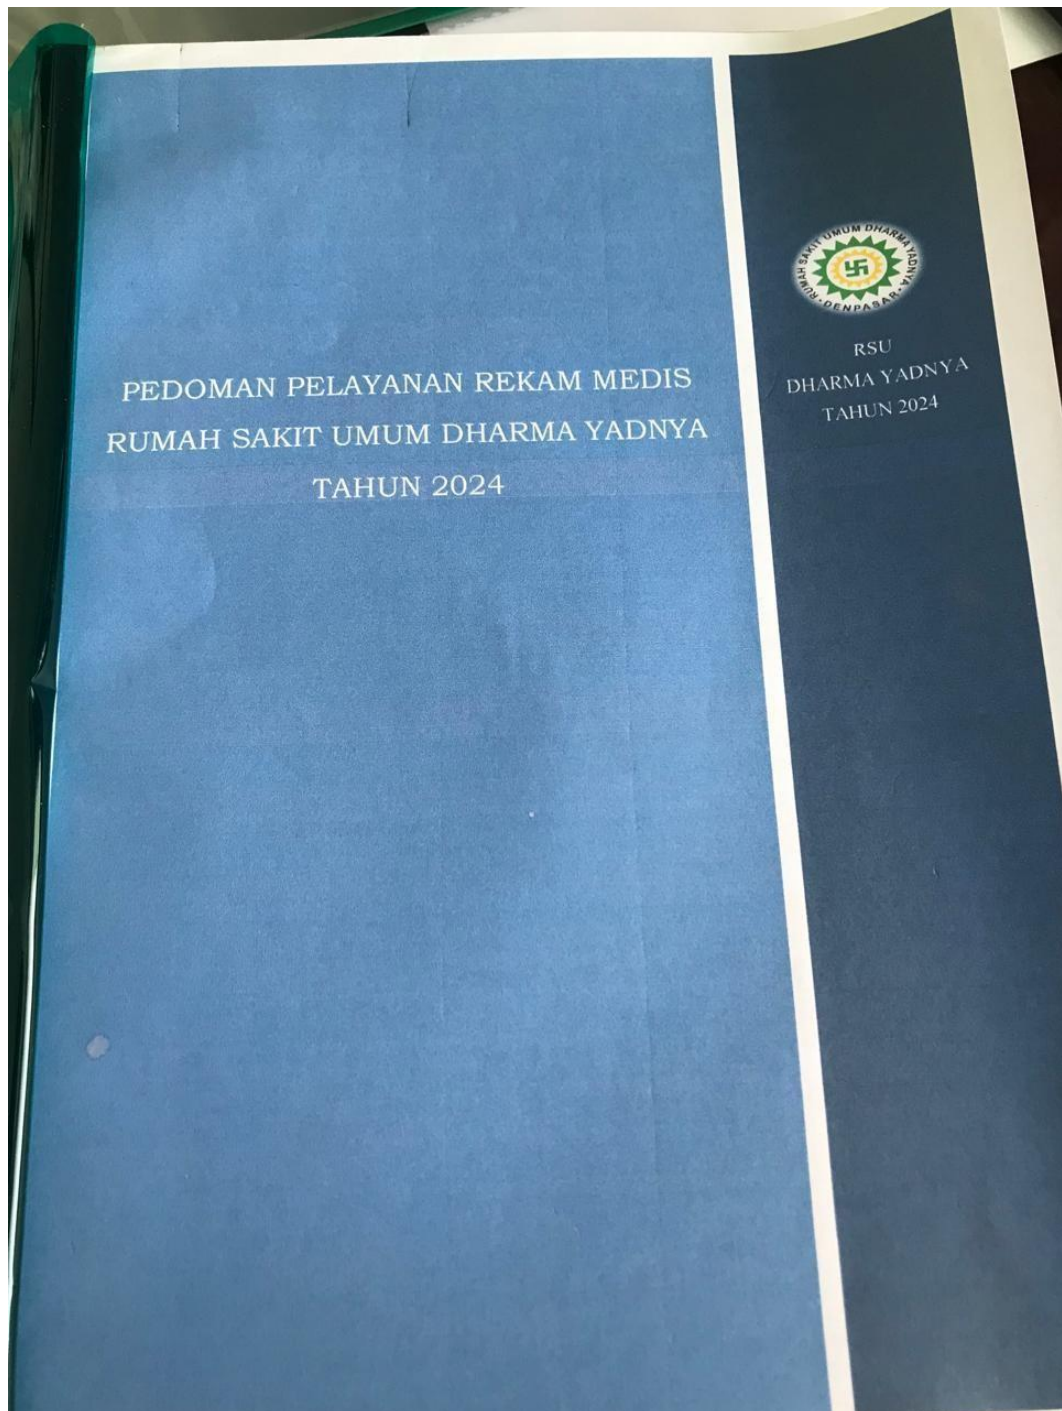 PEDOMAN PELAYANAN REKAM MEDIS
RUMAH SAKIT UMUM DHARMA YADNYA
TAHUN 2024
RUMAH SAKIT UMUM DHARMA YADNYA
DENPASAR
RSU
DHARMA YADNYA
TAHUN 2024